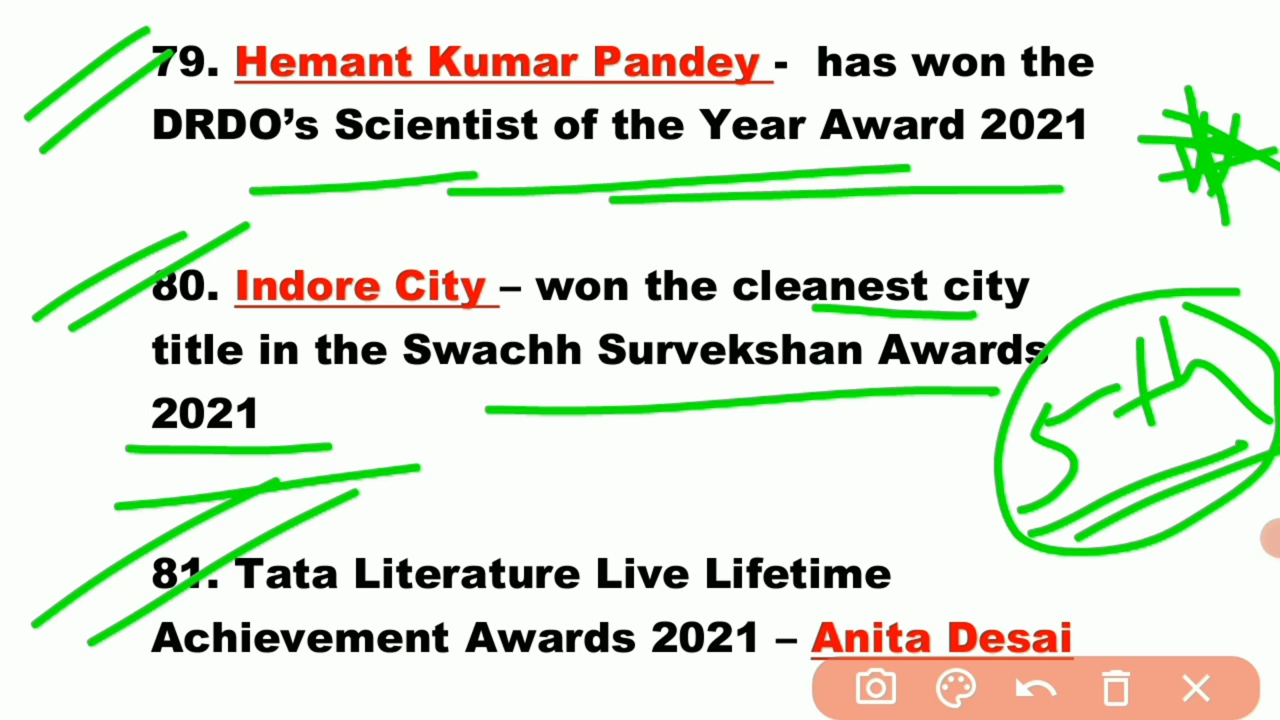 79. Hemant Kumar Pandey - has won the
DRDO’s Scientist of the Year Award 2021
80. Indore City – won the cleanest city
title in the Swachh Survekshan Awards
2021
5th
81. Tata Literature Live Lifetime
Achievement Awards 2021 – Anita Desai